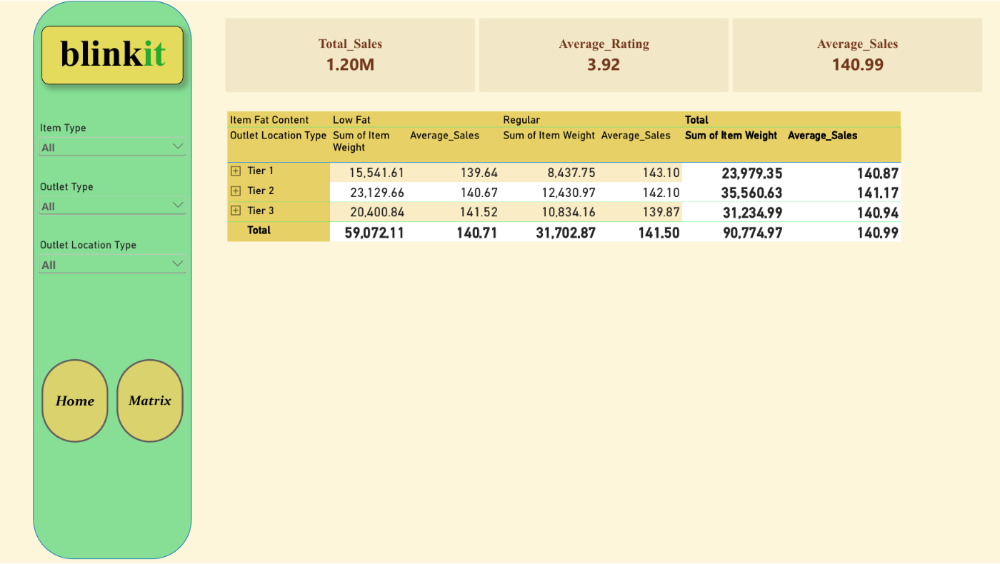 blinkit
Item Type
All
Outlet Type
All
Outlet Location Type
All
Home Matrix
Total_Sales
1.20M
Average_Rating
3.92
Average_Sales
140.99
Item Fat Content Low Fat Regular Total
Outlet Location Type Sum of Item Weight Average_Sales Sum of Item Weight Average_Sales Sum of Item Weight Average_Sales
Tier 1 15,541.61 139.64 8,437.75 143.10 23,979.35 140.87
Tier 2 23,129.66 140.67 12,430.97 142.10 35,560.63 141.17
Tier 3 20,400.84 141.52 10,834.16 139.87 31,234.99 140.94
Total 59,072.11 140.71 31,702.87 141.50 90,774.97 140.99